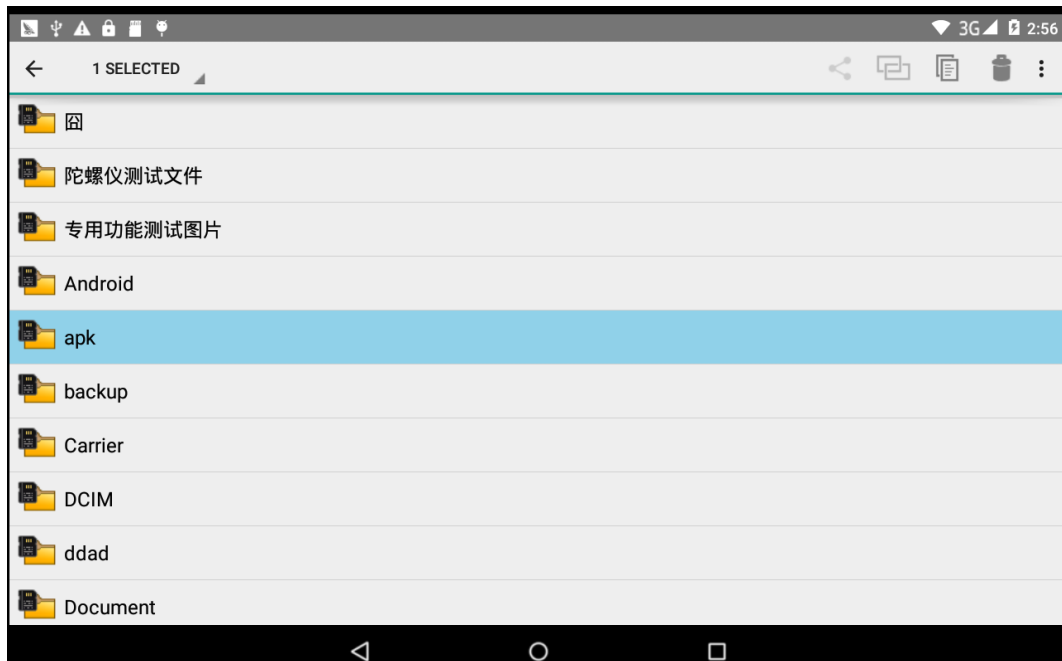 3G 2:56
1 SELECTED
囧
陀螺仪测试文件
专用功能测试图片
Android
apk
backup
Carrier
DCIM
ddad
Document